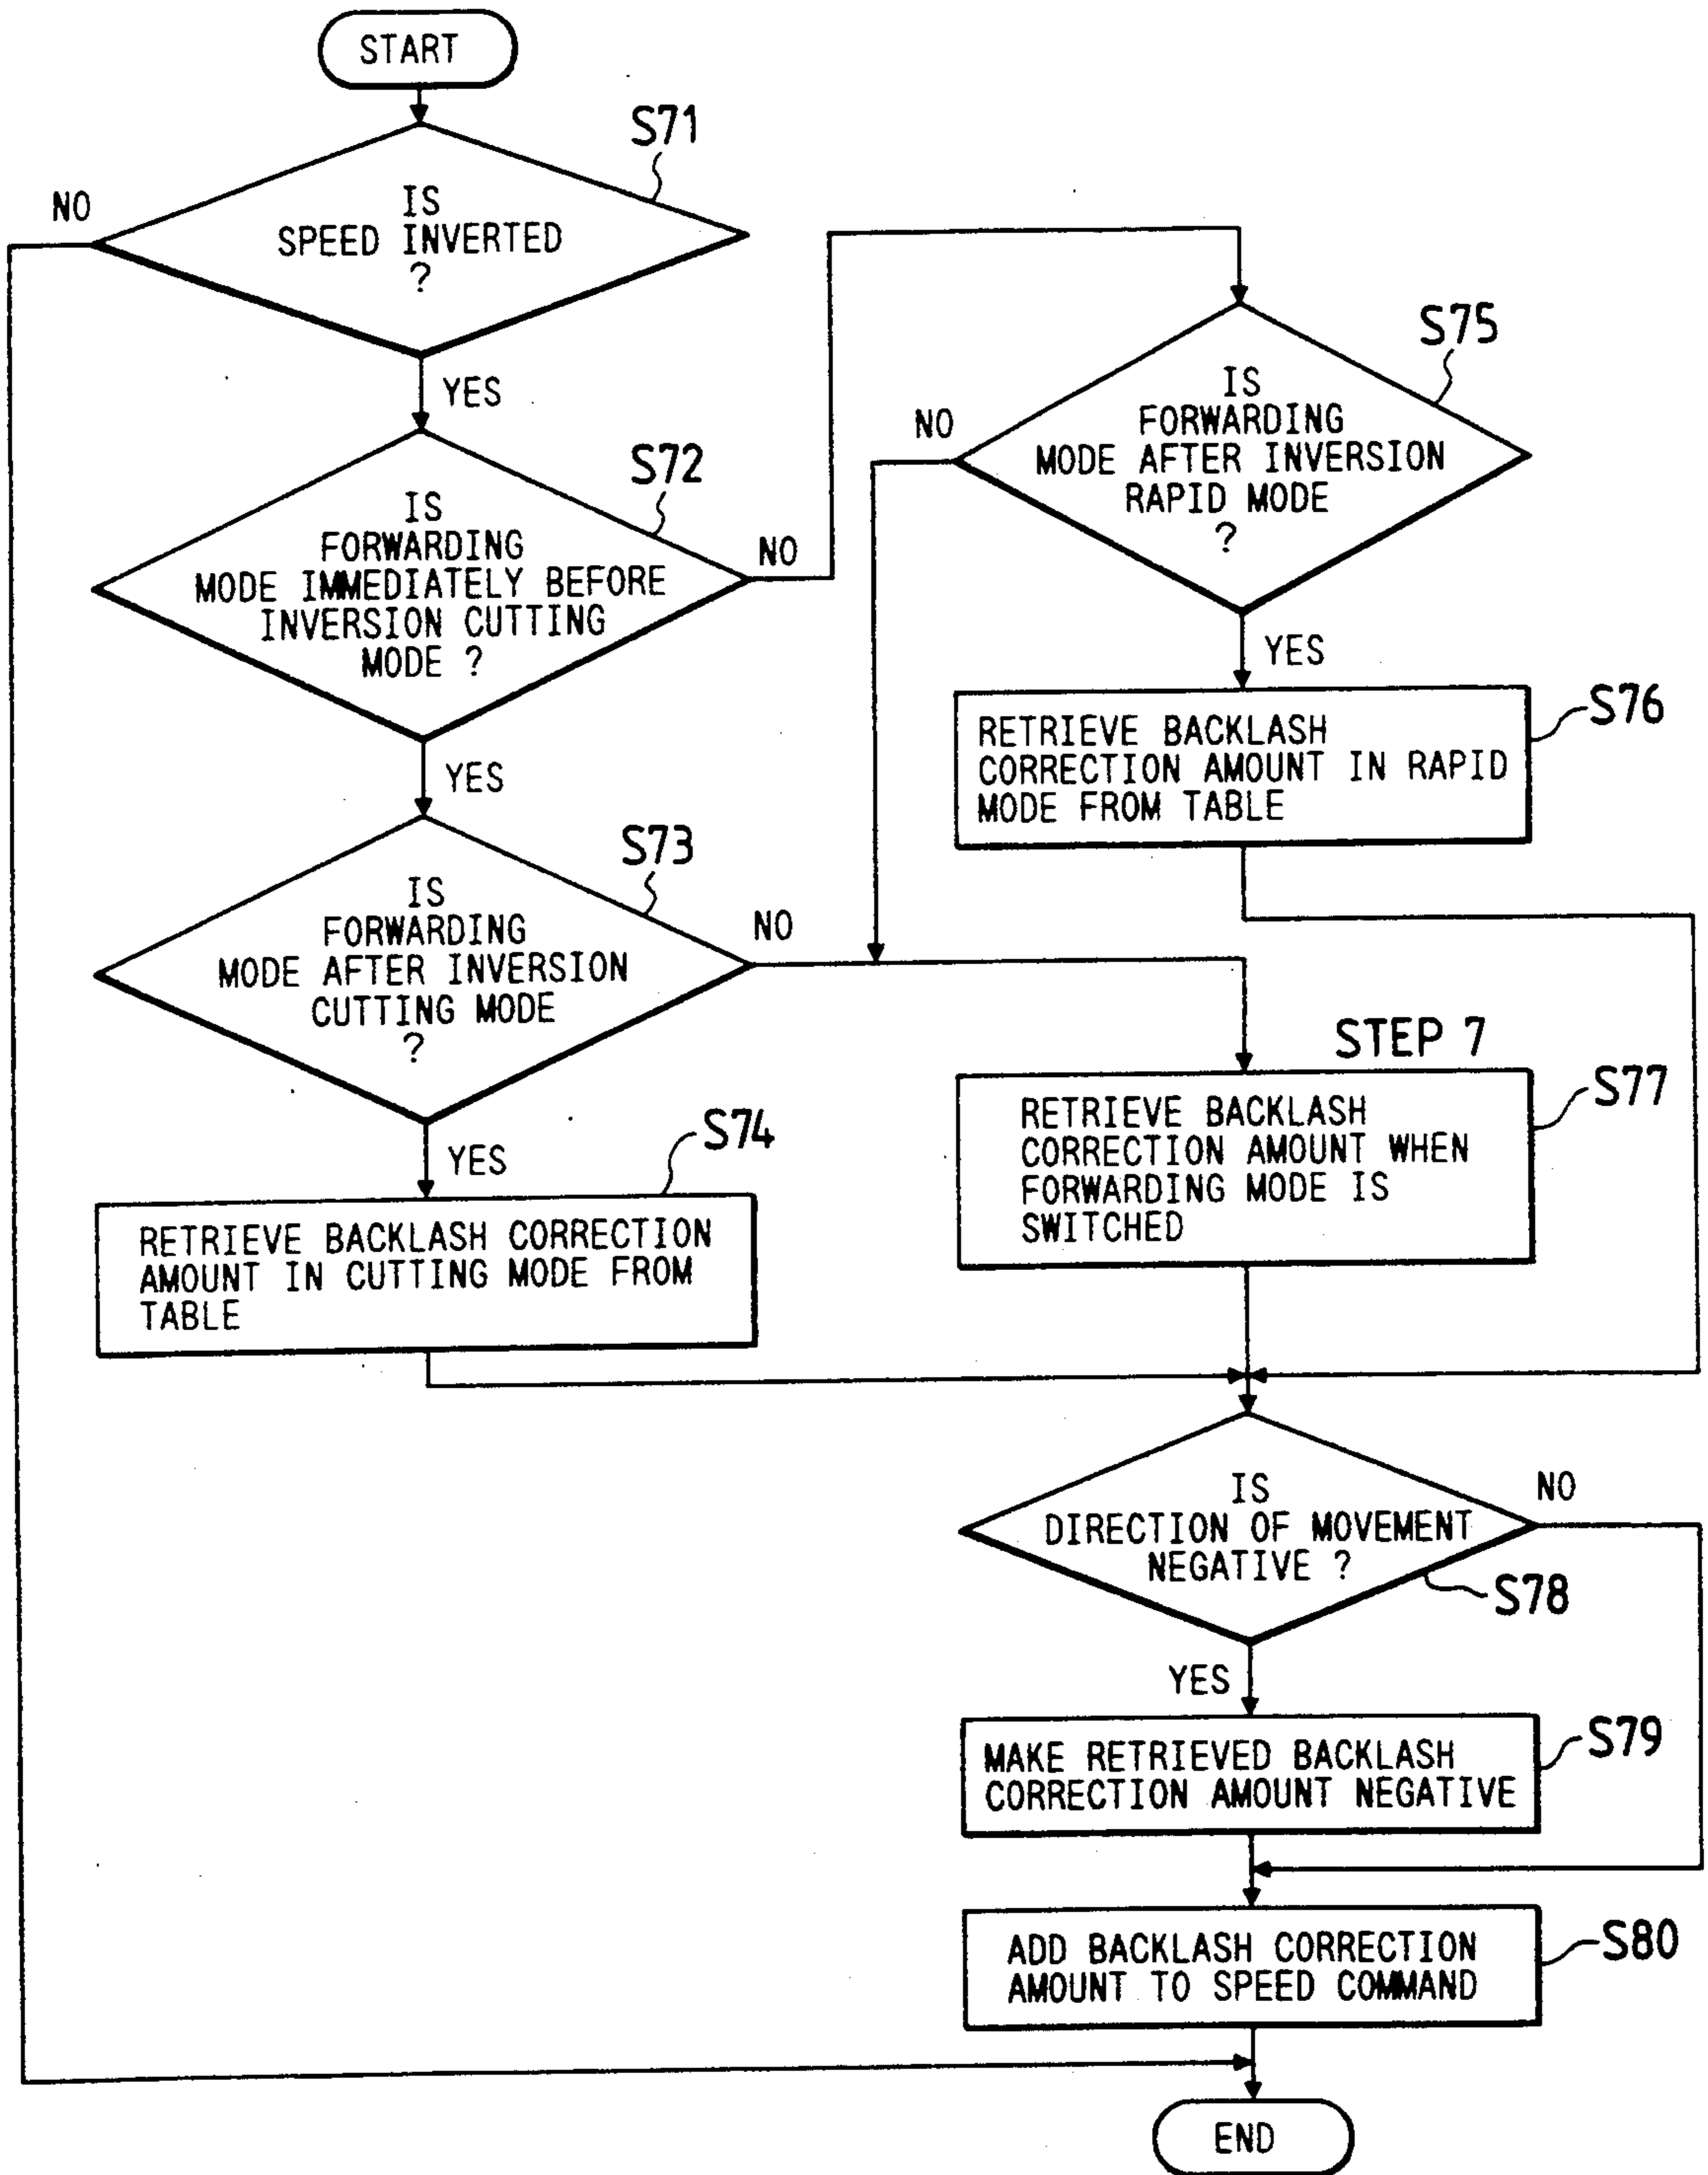 START
S71
NO
IS
SPEED INVERTED
?
YES
S72
IS
FORWARDING
MODE IMMEDIATELY BEFORE
INVERSION CUTTING
MODE ?
NO
YES
S73
IS
FORWARDING
MODE AFTER INVERSION
CUTTING MODE
?
NO
YES
S74
RETRIEVE BACKLASH CORRECTION
AMOUNT IN CUTTING MODE FROM
TABLE
S75
IS
FORWARDING
MODE AFTER INVERSION
RAPID MODE
?
NO
YES
S76
RETRIEVE BACKLASH
CORRECTION AMOUNT IN RAPID
MODE FROM TABLE
STEP 7
S77
RETRIEVE BACKLASH
CORRECTION AMOUNT WHEN
FORWARDING MODE IS
SWITCHED
IS
DIRECTION OF MOVEMENT
NEGATIVE ?
NO
S78
YES
S79
MAKE RETRIEVED BACKLASH
CORRECTION AMOUNT NEGATIVE
S80
ADD BACKLASH CORRECTION
AMOUNT TO SPEED COMMAND
END